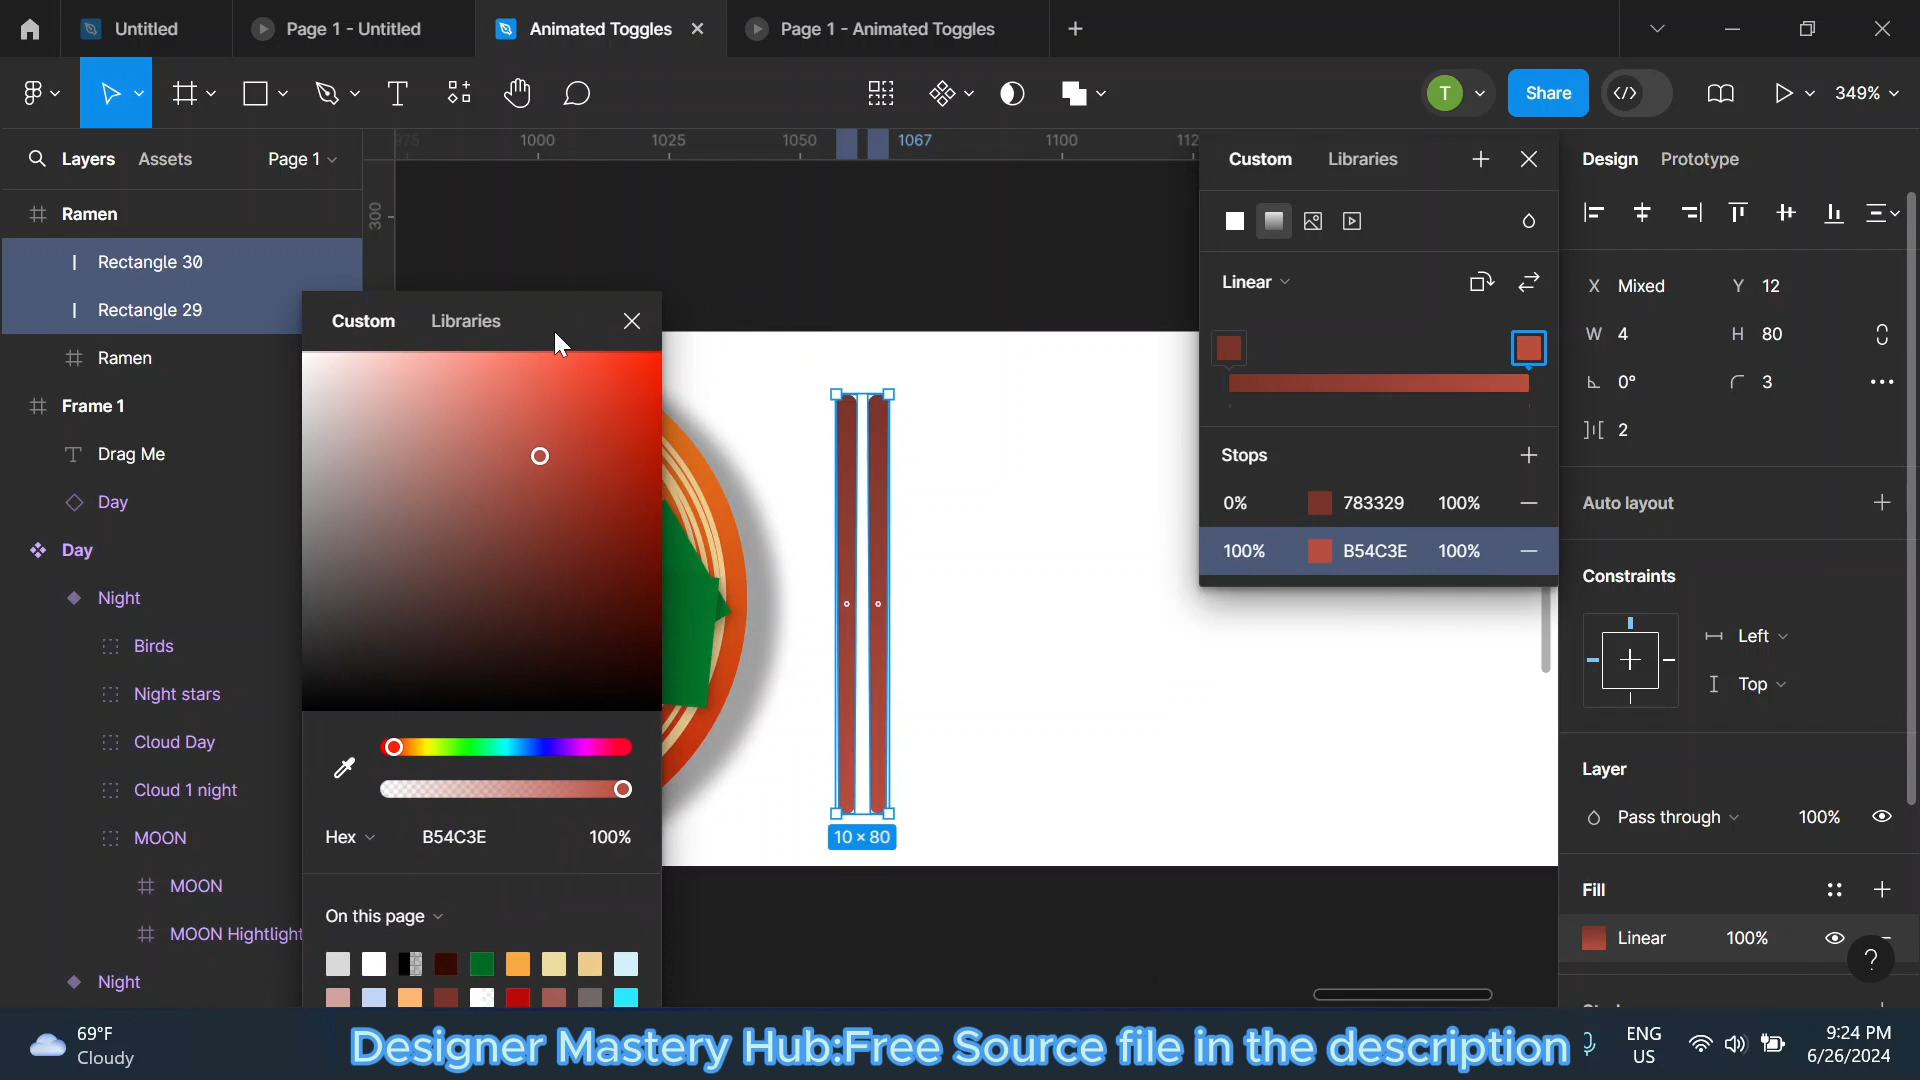 Untitled
Page 1 - Untitled
Animated Toggles
Page 1 - Animated Toggles
T
Share
349%
Layers
Assets
Page 1
Ramen
Rectangle 30
Rectangle 29
Ramen
Frame 1
Drag Me
Day
Day
Night
Birds
Night stars
Cloud Day
Cloud 1 night
MOON
MOON
MOON Hightlight
Night
1000
1025
1050
1067
1100
300
Custom
Libraries
Hex
B54C3E
100%
On this page
10 × 80
Custom
Libraries
Linear
Stops
0%
783329
100%
100%
B54C3E
100%
Design
Prototype
X
Mixed
Y
12
W
4
H
80
0°
3
2
Auto layout
Constraints
Left
Top
Layer
Pass through
100%
Fill
Linear
100%
?
69°F
Cloudy
Designer Mastery Hub:Free Source file in the description
ENG
US
9:24 PM
6/26/2024